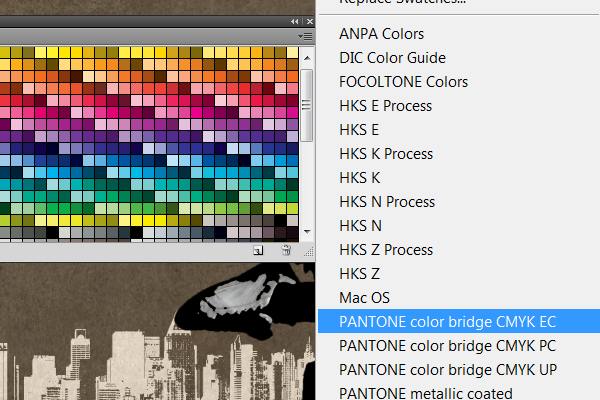 Replace Swatches...
ANPA Colors
DIC Color Guide
FOCOLTONE Colors
HKS E Process
HKS E
HKS K Process
HKS K
HKS N Process
HKS N
HKS Z Process
HKS Z
Mac OS
PANTONE color bridge CMYK EC
PANTONE color bridge CMYK PC
PANTONE color bridge CMYK UP
PANTONE metallic coated